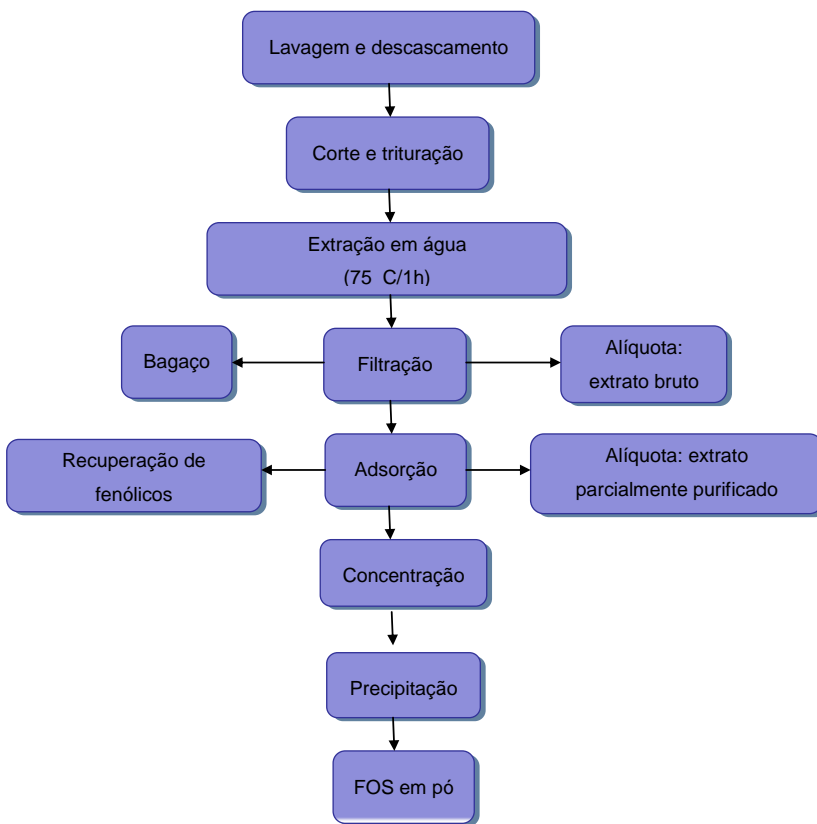 Lavagem e descascamento
Corte e trituração
Extração em água
(75 C/1h)
Bagaço
Filtração
Alíquota:
extrato bruto
Recuperação de
fenólicos
Adsorção
Alíquota: extrato
parcialmente purificado
Concentração
Precipitação
FOS em pó